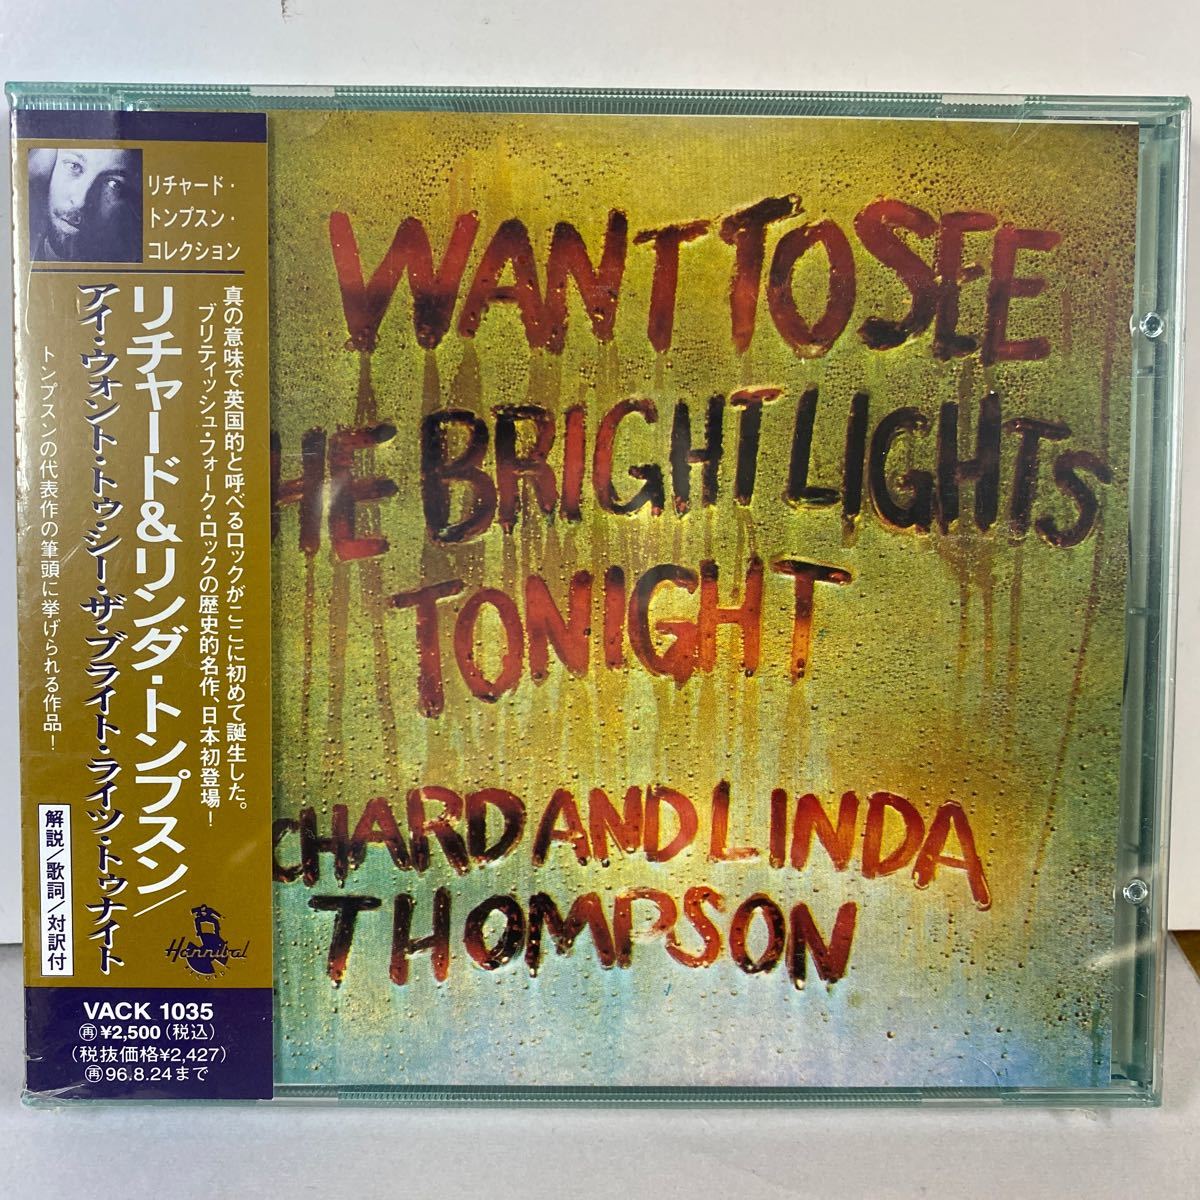 リチャード・
トンプスン・
コレクション
真の意味で英国的と呼べるロックがここに初めて誕生した。
ブリティッシュ・フォーク・ロックの歴史的名作、日本初登場!
リチャード&リンダ・トンプスン/
アイ・ウォント・トゥ・シー・ザ・ブライト・ライツ・トゥナイト
トンプスンの代表作の筆頭に挙げられる作品!
解説/歌詞/対訳付
Hannibal
VACK 1035
再¥2,500(税込)
(税抜価格¥2,427)
再96.8.24まで
WANT TO SEE
HE BRIGHT LIGHTS
TONIGHT
CHARD AND LINDA
THOMPSON